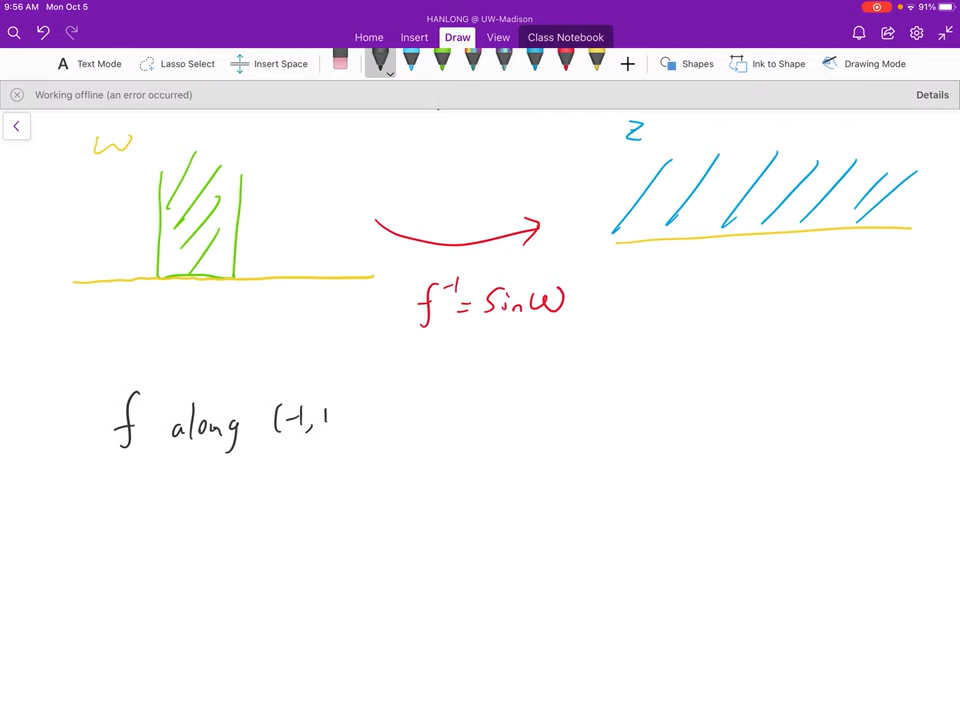 9:56 AM Mon Oct 5
91%
HANLONG @ UW-Madison
Home Insert Draw View Class Notebook
A Text Mode Lasso Select Insert Space Shapes Ink to Shape Drawing Mode
Working offline (an error occurred) Details
w
z
f⁻¹ = sin w
f along (-1, 1